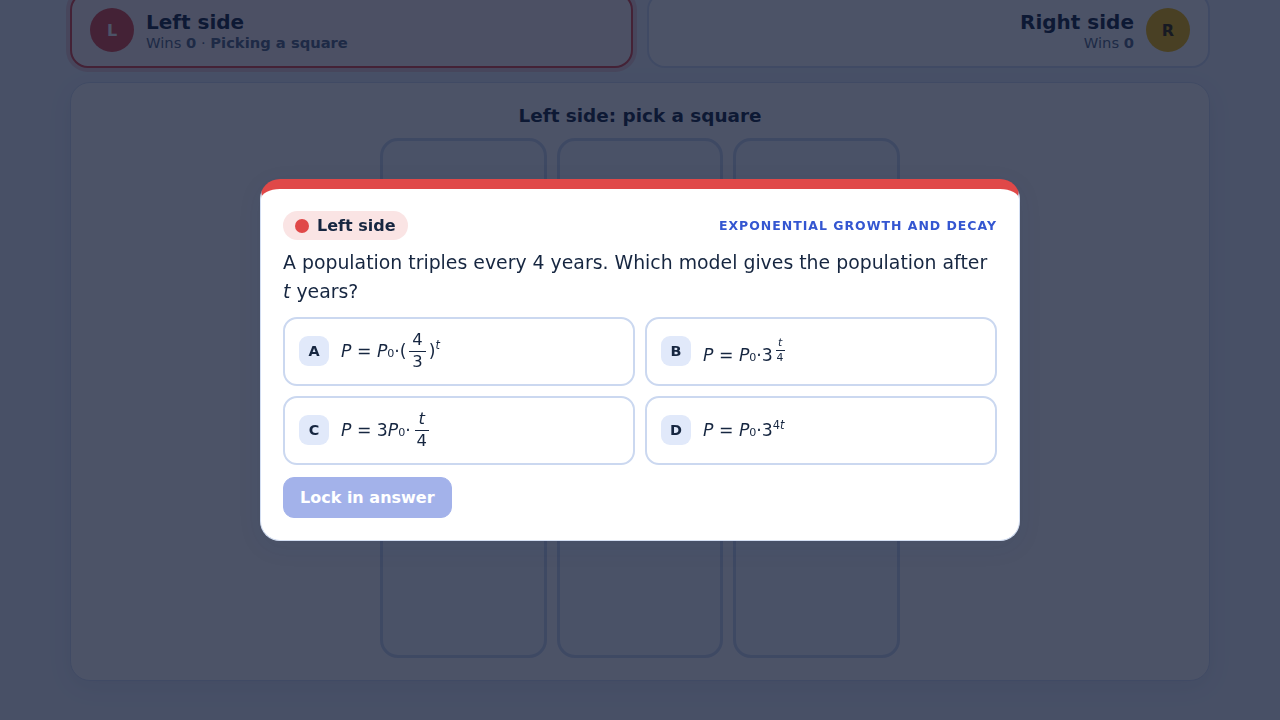 L
Left side
Wins 0 · Picking a square
Right side
Wins 0
R
Left side: pick a square
Left side
EXPONENTIAL GROWTH AND DECAY
A population triples every 4 years. Which model gives the population after
t years?
A P = P₀·(4/3)^t
B P = P₀·3^(t/4)
C P = 3P₀·t/4
D P = P₀·3^(4t)
Lock in answer